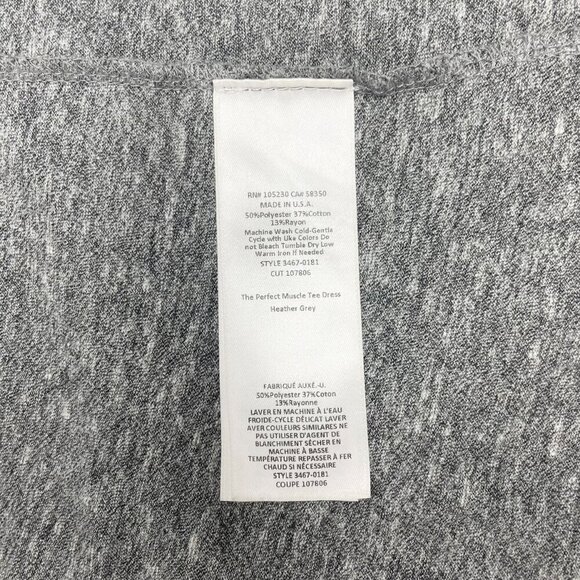 RN# 105230 CA# 58350
MADE IN U.S.A.
50%Polyester 37%Cotton
13%Rayon
Machine Wash Cold-Gentle
Cycle with Like Colors Do
not Bleach Tumble Dry Low
Warm Iron If Needed
STYLE 3467-0181
CUT 107806
The Perfect Muscle Tee Dress
Heather Grey
FABRIQUÉ AUXÉ.-U.
50%Polyester 37%Coton
13%Rayonne
LAVER EN MACHINE À L'EAU
FROIDE-CYCLE DÉLICAT LAVER
AVER COULEURS SIMILARES NE
PAS UTILISER D'AGENT DE
BLANCHIMENT SÉCHER EN
MACHINE À BASSE
TEMPÉRATURE REPASSER À FER
CHAUD SI NÉCESSAIRE
STYLE 3467-0181
COUPE 107806